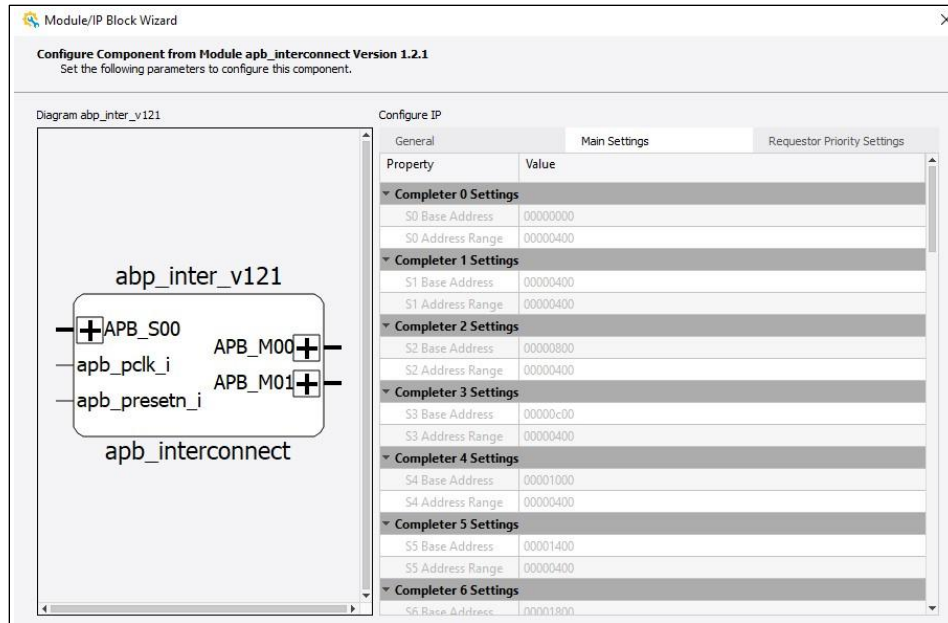 Module/IP Block Wizard
Configure Component from Module apb_interconnect Version 1.2.1
Set the following parameters to configure this component.
Diagram abp_inter_v121
abp_inter_v121
APB_S00
apb_pclk_i
apb_presetn_i
APB_M00
APB_M01
apb_interconnect
Configure IP
General Main Settings Requestor Priority Settings
Property Value
Completer 0 Settings
S0 Base Address 00000000
S0 Address Range 00000400
Completer 1 Settings
S1 Base Address 00000400
S1 Address Range 00000400
Completer 2 Settings
S2 Base Address 00000800
S2 Address Range 00000400
Completer 3 Settings
S3 Base Address 00000c00
S3 Address Range 00000400
Completer 4 Settings
S4 Base Address 00001000
S4 Address Range 00000400
Completer 5 Settings
S5 Base Address 00001400
S5 Address Range 00000400
Completer 6 Settings
S6 Base Address 00001800